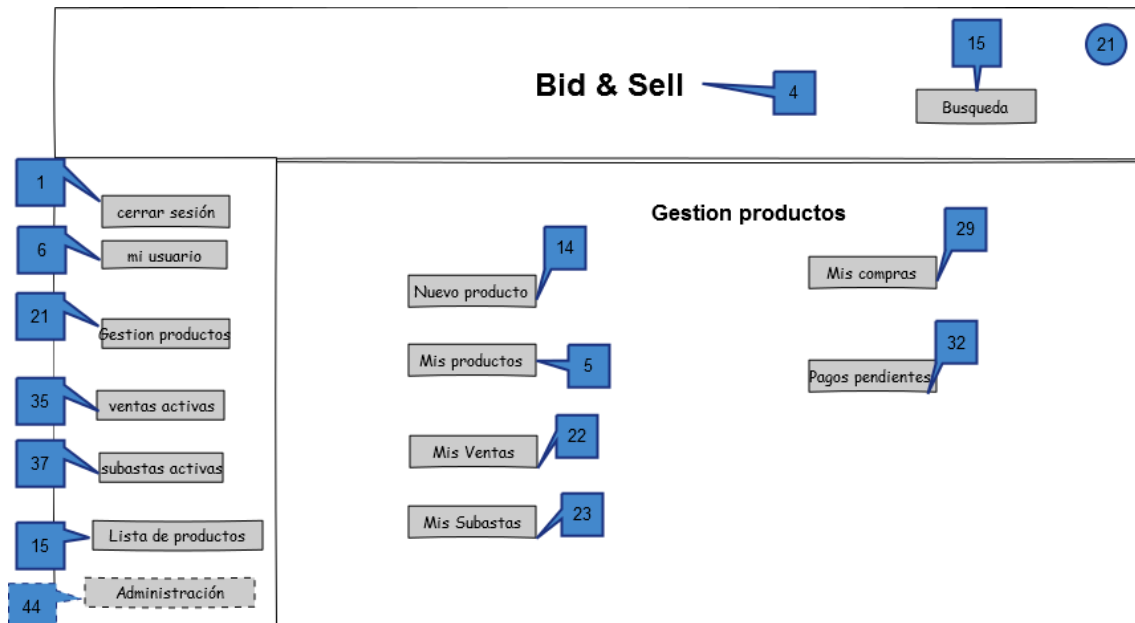 15
21
Bid & Sell
4
Busqueda
1
cerrar sesión
6
mi usuario
21
Gestion productos
35
ventas activas
37
subastas activas
15
Lista de productos
44
Administración
Gestion productos
14
Nuevo producto
Mis productos
5
22
Mis Ventas
23
Mis Subastas
29
Mis compras
32
Pagos pendientes